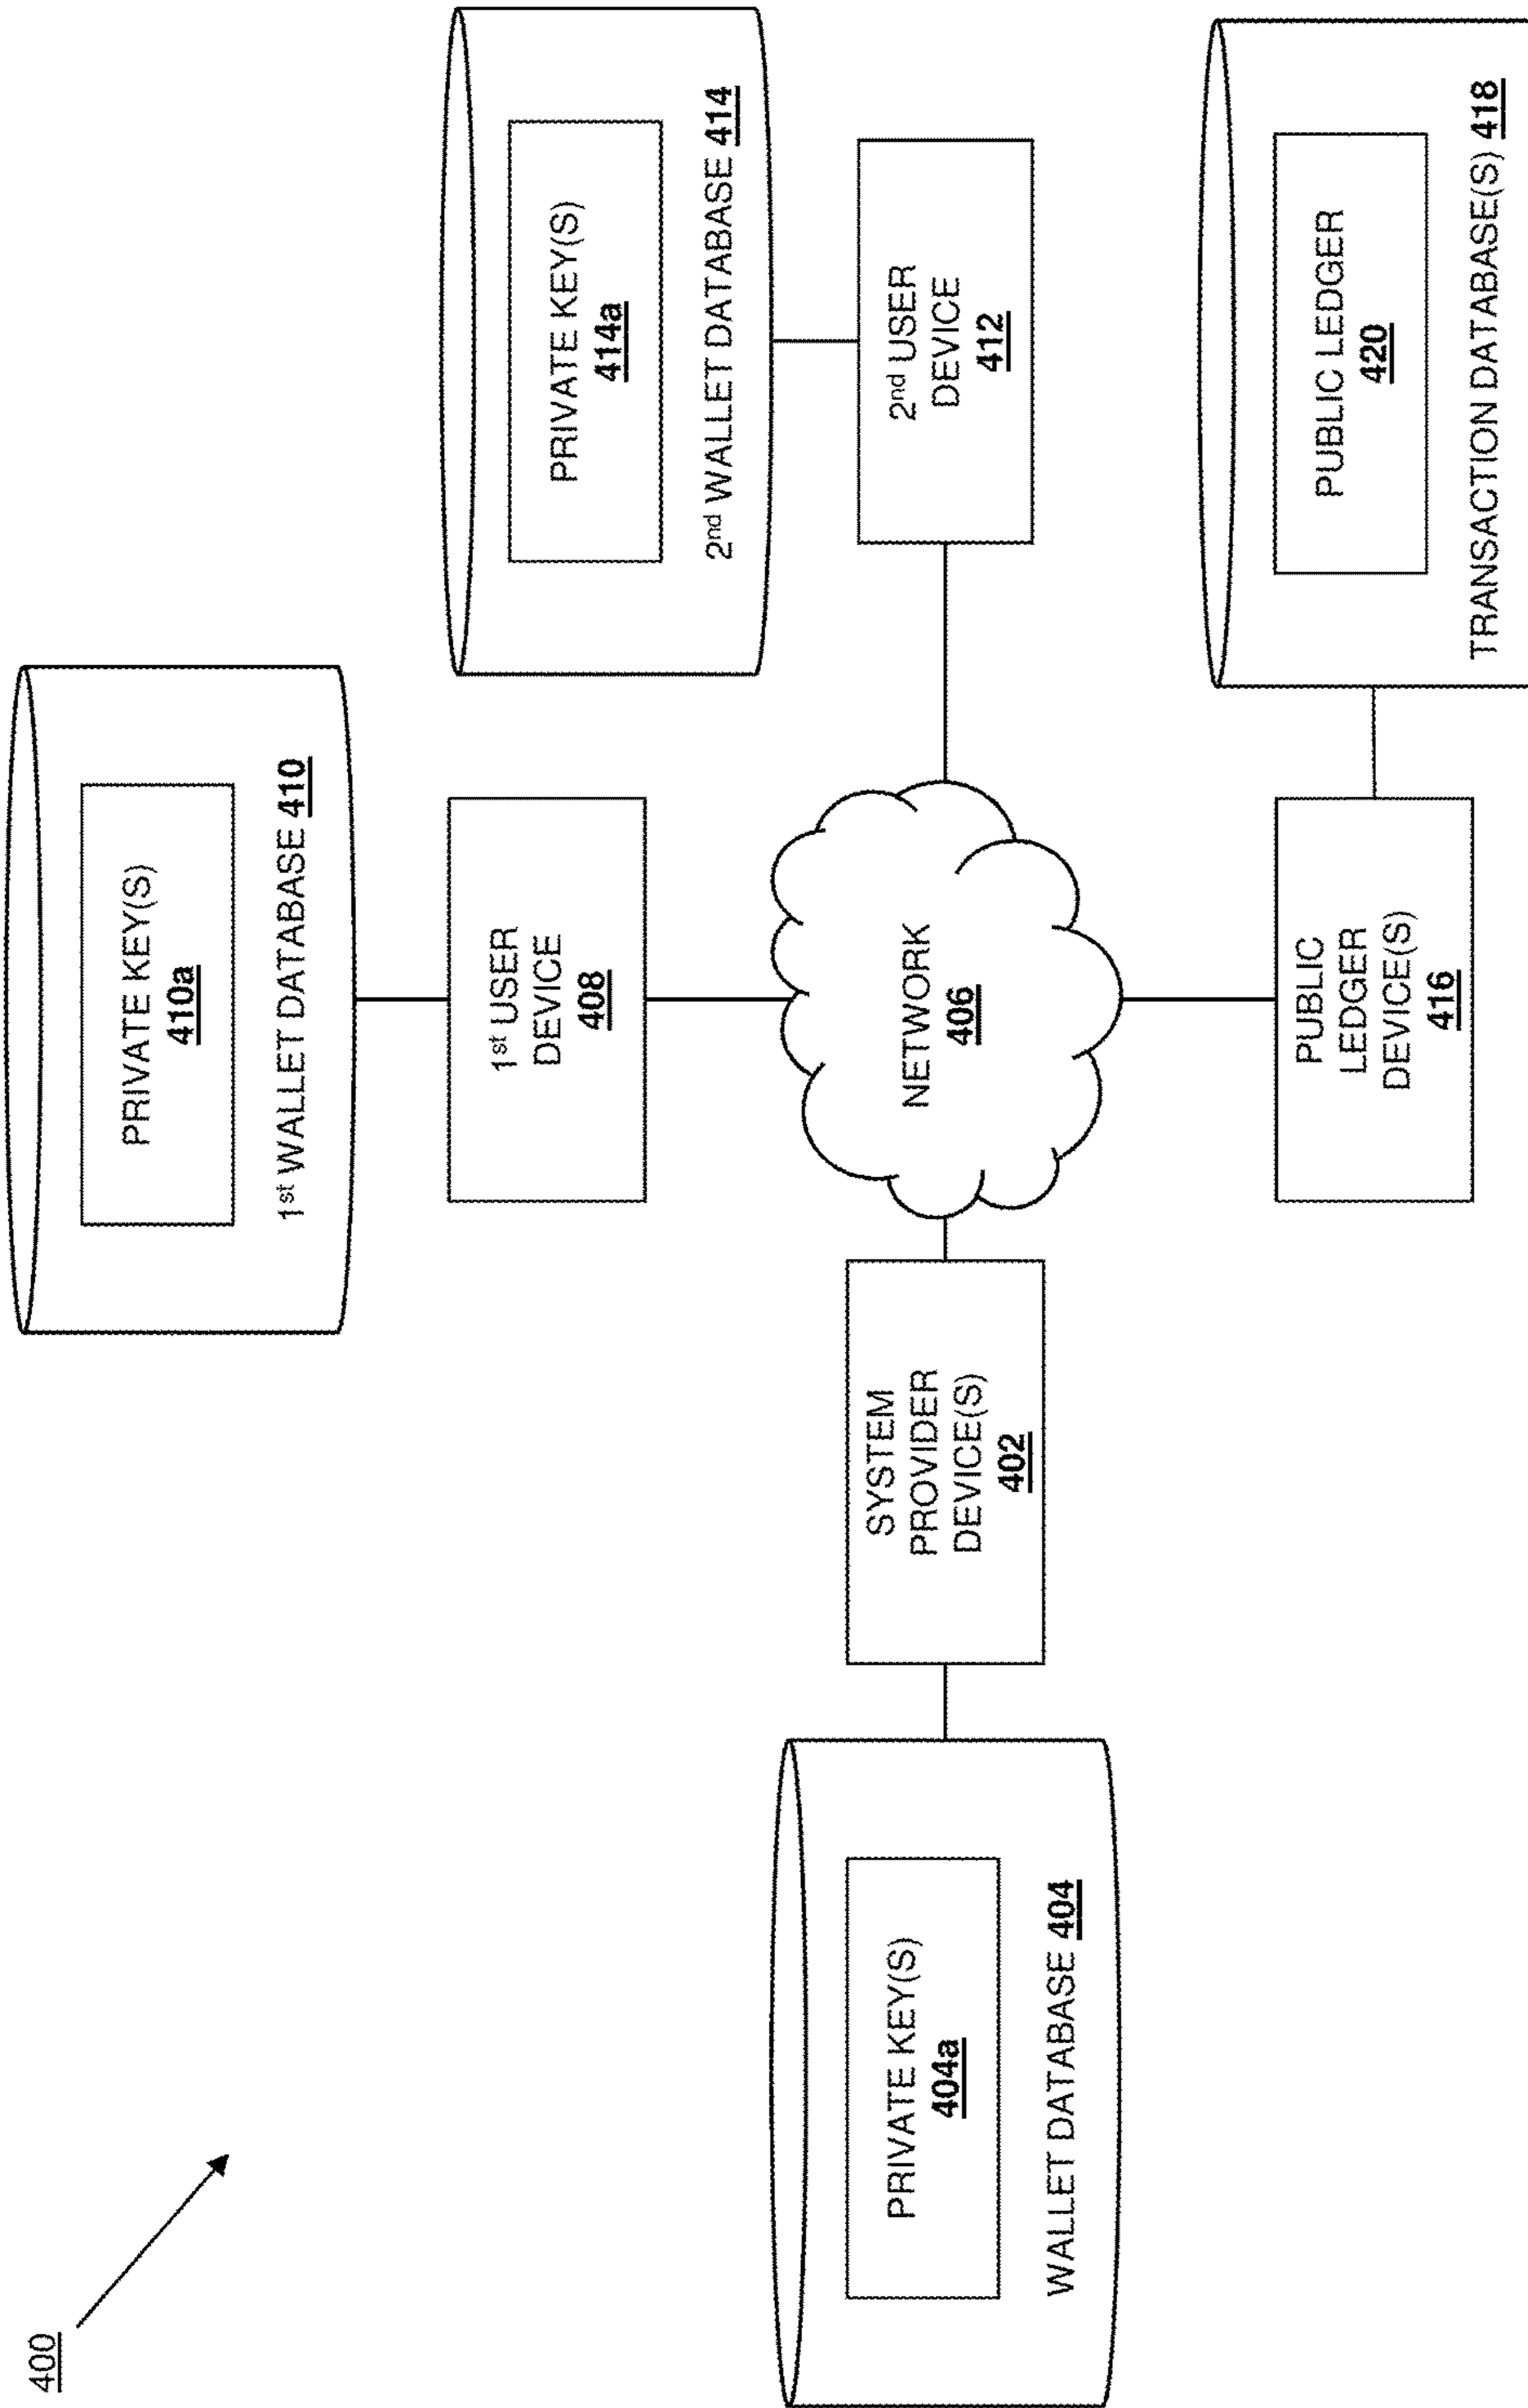 400
PRIVATE KEY(S)
410a
1st WALLET DATABASE 410
1st USER
DEVICE
408
PRIVATE KEY(S)
414a
2nd WALLET DATABASE 414
2nd USER
DEVICE
412
PRIVATE KEY(S)
404a
WALLET DATABASE 404
SYSTEM
PROVIDER
DEVICE(S)
402
NETWORK
406
PUBLIC
LEDGER
DEVICE(S)
416
PUBLIC LEDGER
420
TRANSACTION DATABASE(S) 418